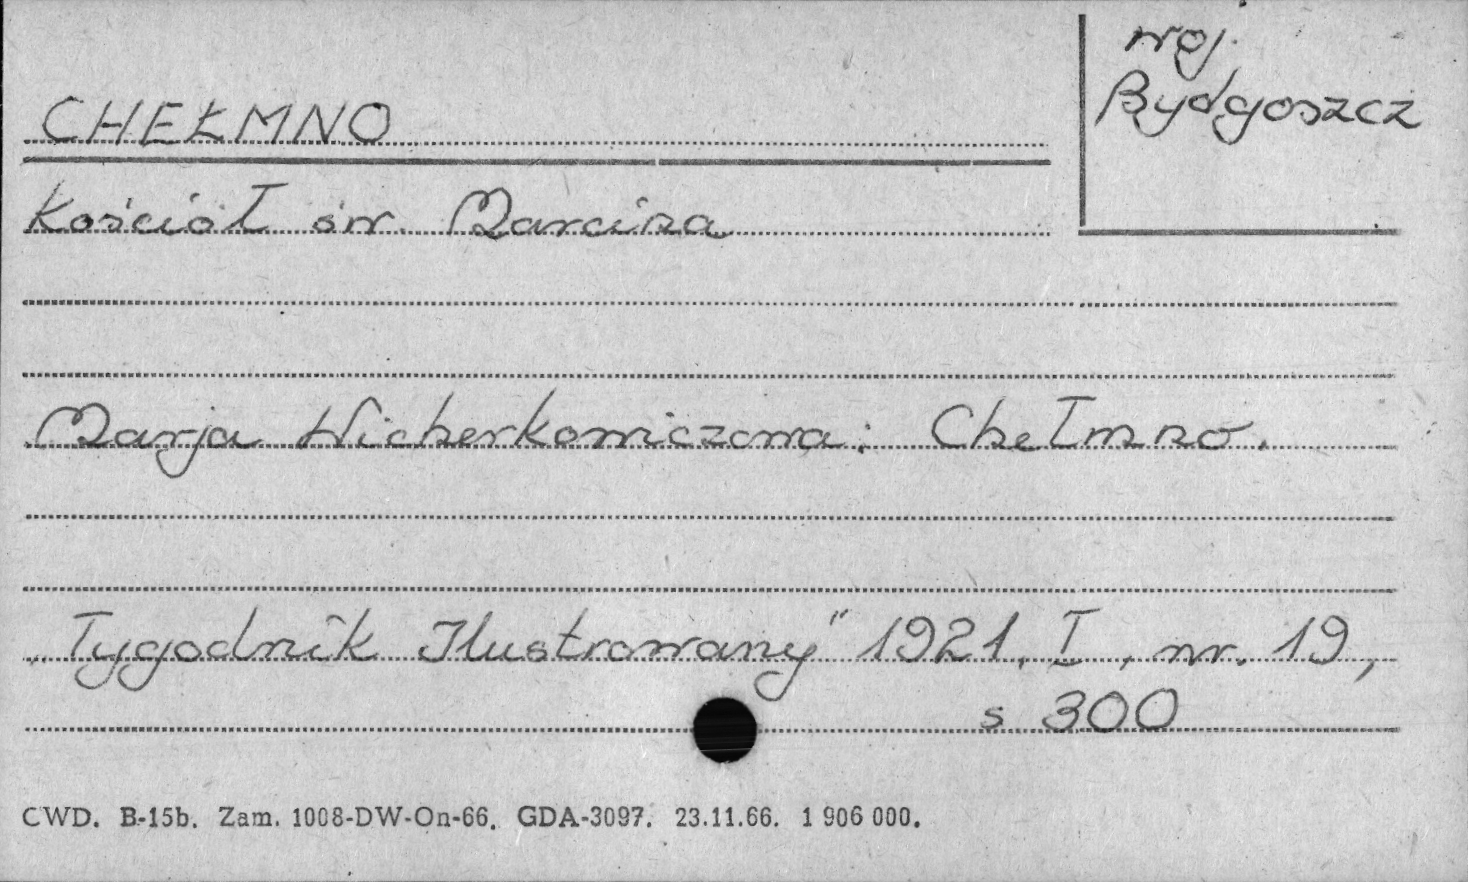 woj.
Bydgoszcz
CHEŁMNO
Kościół św. Marcina
Marja Wicherkowiczowa: Chełmno.
„Tygodnik Ilustrowany" 1921, I, nr. 19,
s 300
CWD. B-15b. Zam. 1008-DW-On-66. GDA-3097. 23.11.66. 1 906 000.